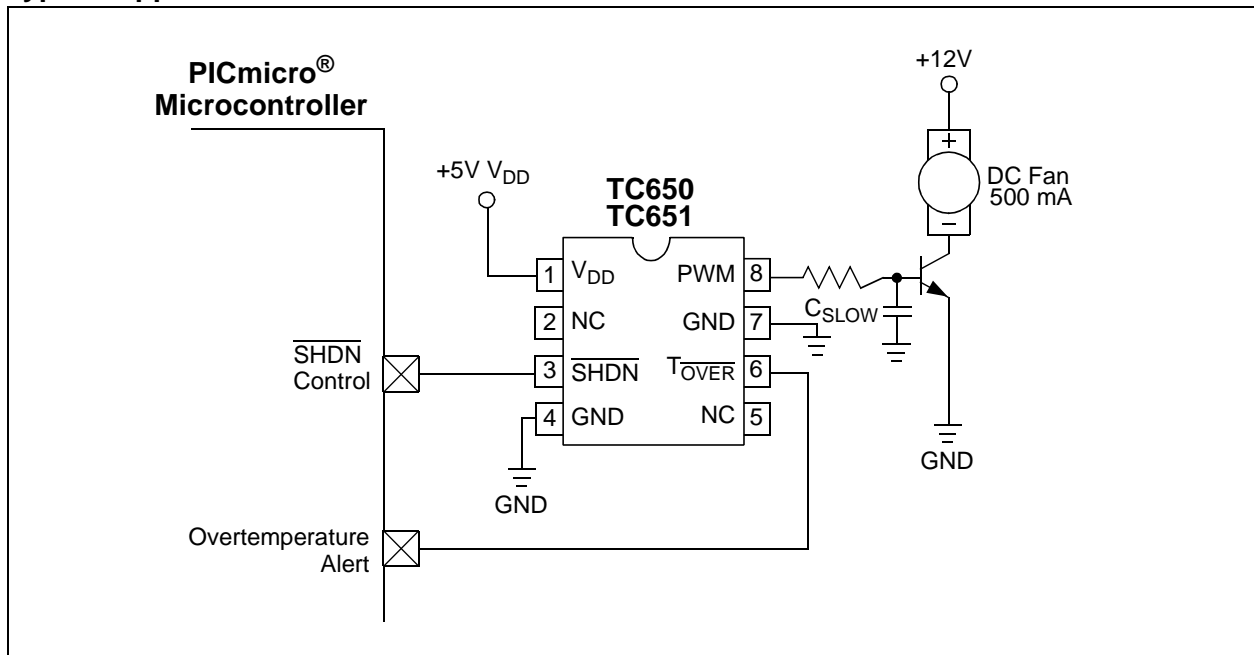 PICmicro®
Microcontroller
+5V VDD
TC650
TC651
+12V
+
DC Fan
500 mA
–
1 VDD PWM 8
CSLOW
2 NC GND 7
SHDN
Control
3 SHDN TOVER 6
4 GND NC 5
GND
GND
Overtemperature
Alert